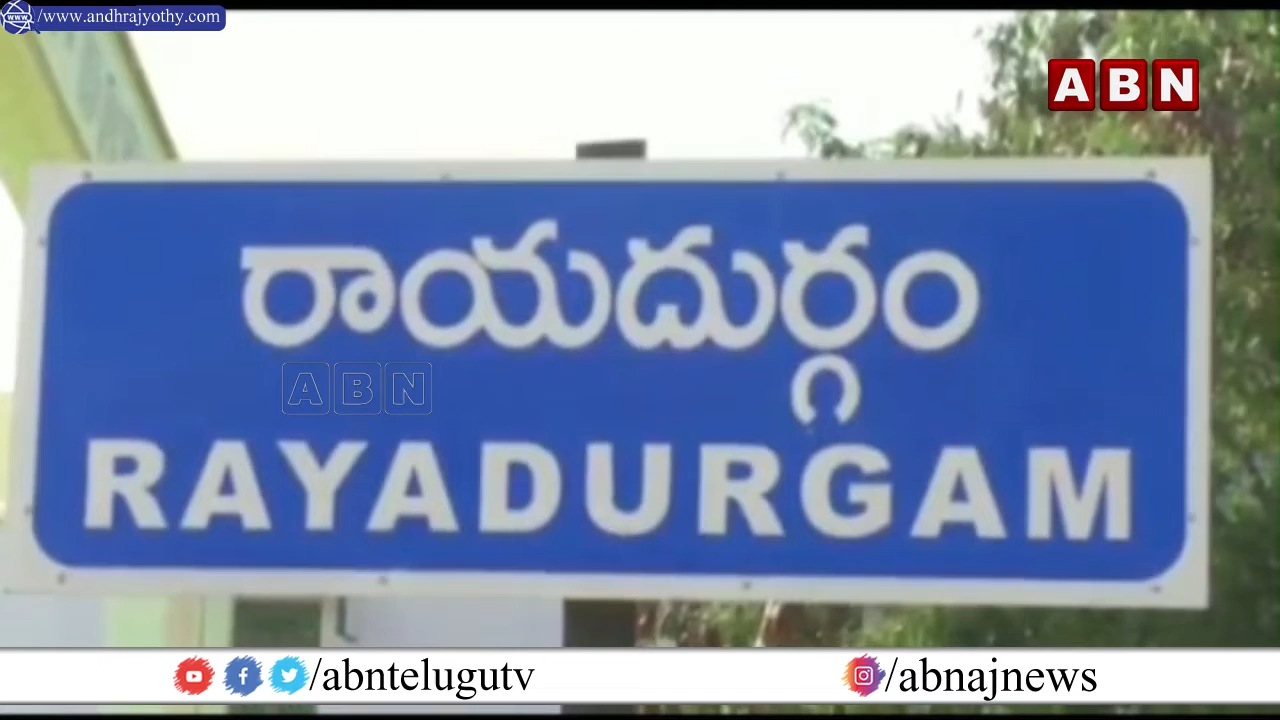 /www.andhrajyothy.com
ABN
రాయదుర్గం
ABN
RAYADURGAM
/abntelugutv
/abnajnews